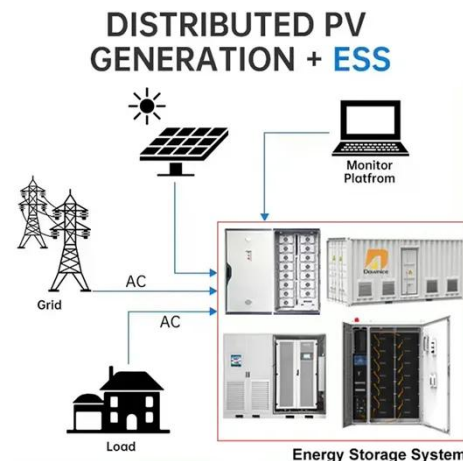 DISTRIBUTED PV
GENERATION + ESS
Monitor
Platfrom
AC
Grid
AC
Load
Energy Storage System